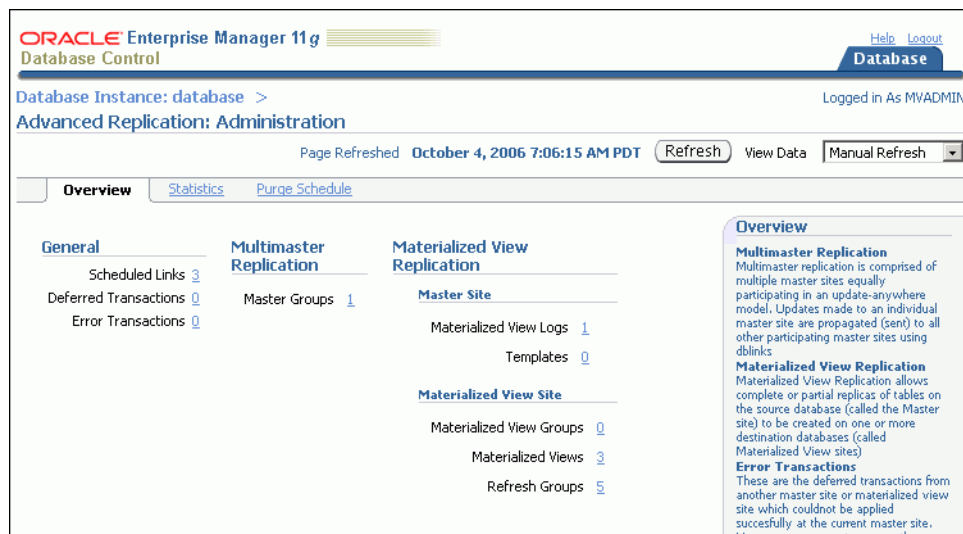 ORACLE Enterprise Manager 11g
Database Control
Help Logout
Database
Database Instance: database >
Logged in As MVADMIN
Advanced Replication: Administration
Page Refreshed October 4, 2006 7:06:15 AM PDT Refresh View Data Manual Refresh
Overview Statistics Purge Schedule
General
Scheduled Links 3
Deferred Transactions 0
Error Transactions 0
Multimaster
Replication
Master Groups 1
Materialized View
Replication
Master Site
Materialized View Logs 1
Templates 0
Materialized View Site
Materialized View Groups 0
Materialized Views 3
Refresh Groups 5
Overview
Multimaster Replication
Multimaster replication is comprised of
multiple master sites equally
participating in an update-anywhere
model. Updates made to an individual
master site are propagated (sent) to all
other participating master sites using
dblinks
Materialized View Replication
Materialized View Replication allows
complete or partial replicas of tables on
the source database (called the Master
site) to be created on one or more
destination databases (called
Materialized View sites)
Error Transactions
These are the deferred transactions from
another master site or materialized view
site which couldnot be applied
succesfully at the current master site.